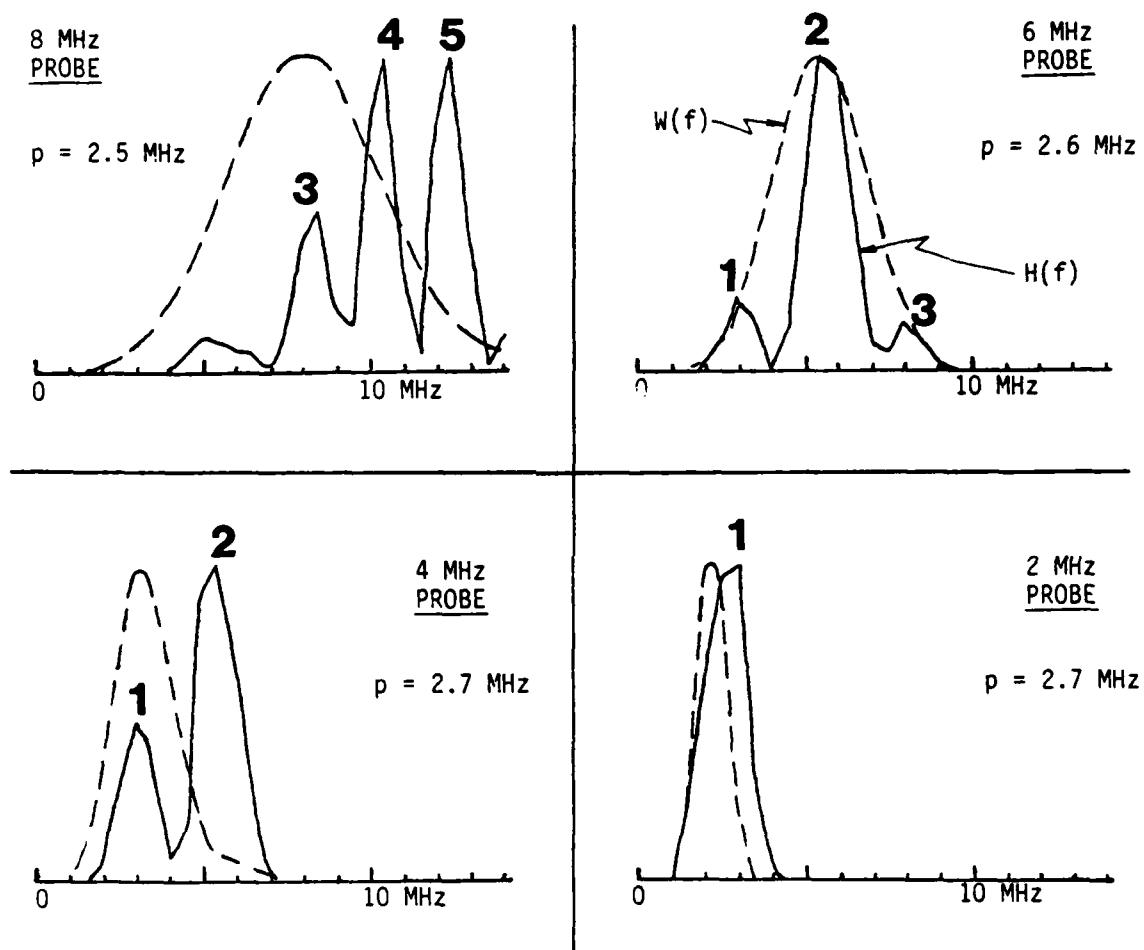 8 MHz
PROBE
p = 2.5 MHz
3
4
5
0
10 MHz
6 MHz
PROBE
p = 2.6 MHz
W(f)
H(f)
1
2
3
0
10 MHz
4 MHz
PROBE
p = 2.7 MHz
1
2
0
10 MHz
2 MHz
PROBE
p = 2.7 MHz
1
0
10 MHz